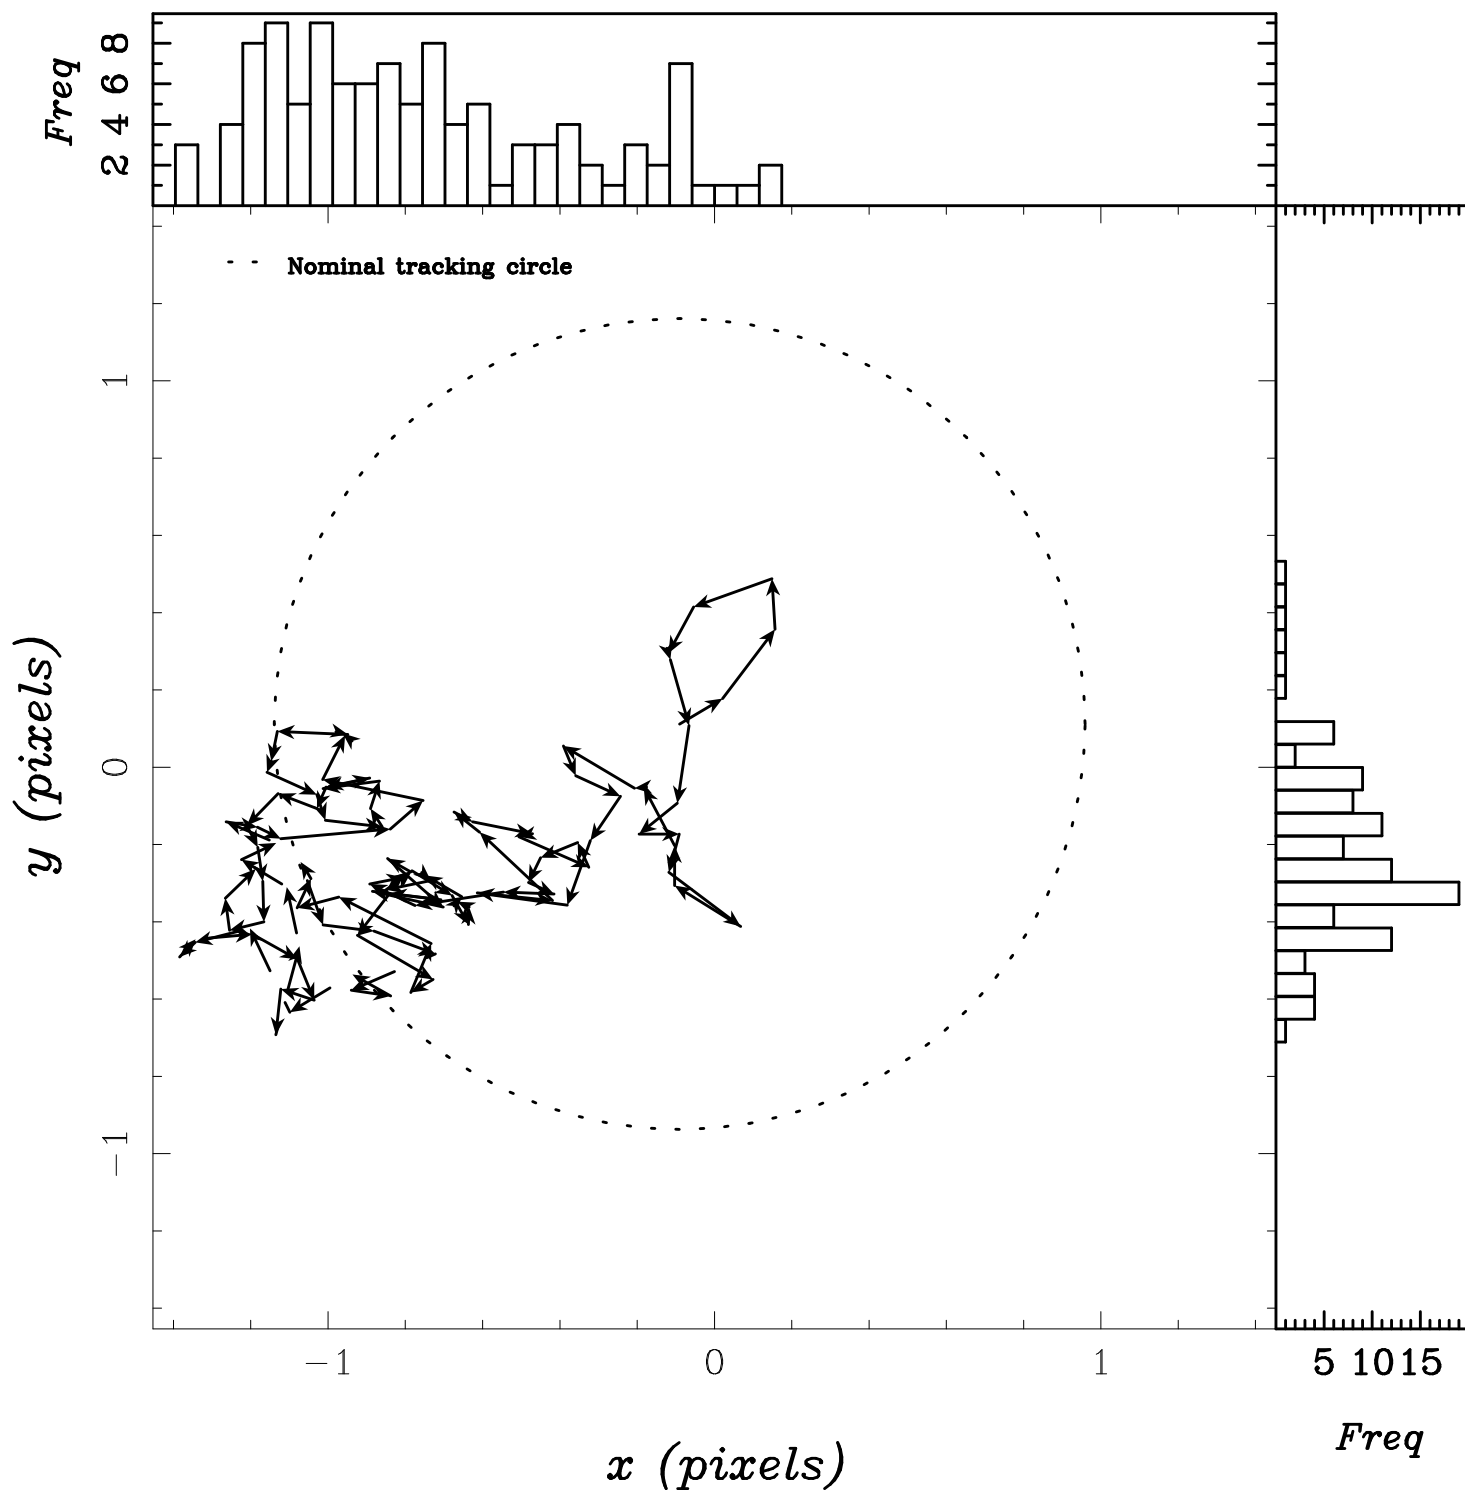 Freq
8
6
4
2
Nominal tracking circle
y (pixels)
1
0
−1
−1 0 1
5 10 15
x (pixels)
Freq